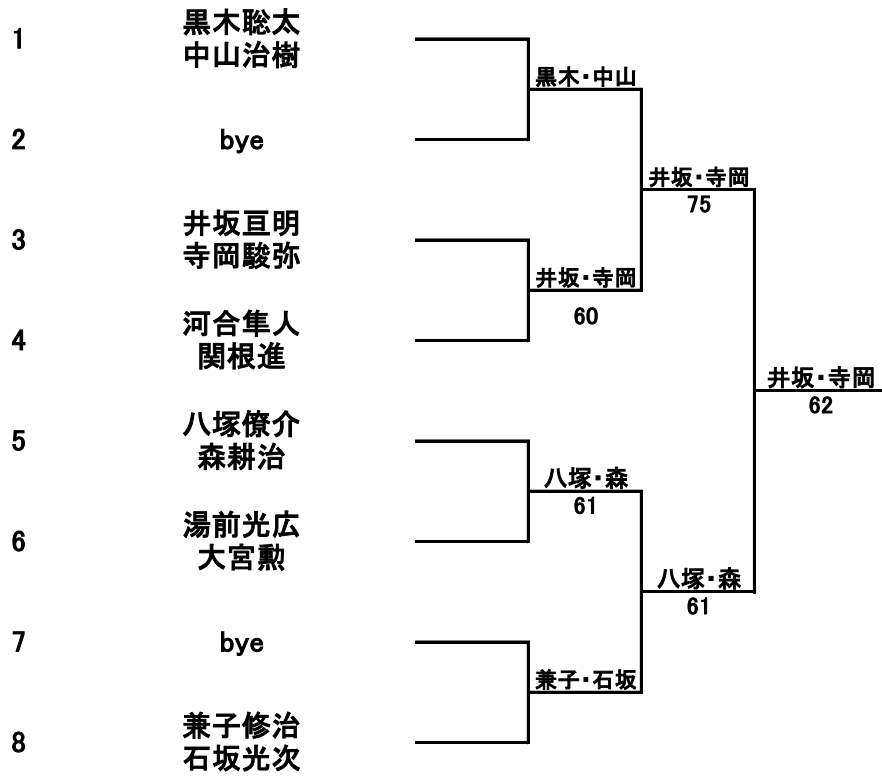 1
黒木聡太
中山治樹
黒木・中山
2
bye
井坂・寺岡
75
3
井坂亘明
寺岡駿弥
井坂・寺岡
60
4
河合隼人
関根進
井坂・寺岡
62
5
八塚僚介
森耕治
八塚・森
61
6
湯前光広
大宮勲
八塚・森
61
7
bye
兼子・石坂
8
兼子修治
石坂光次